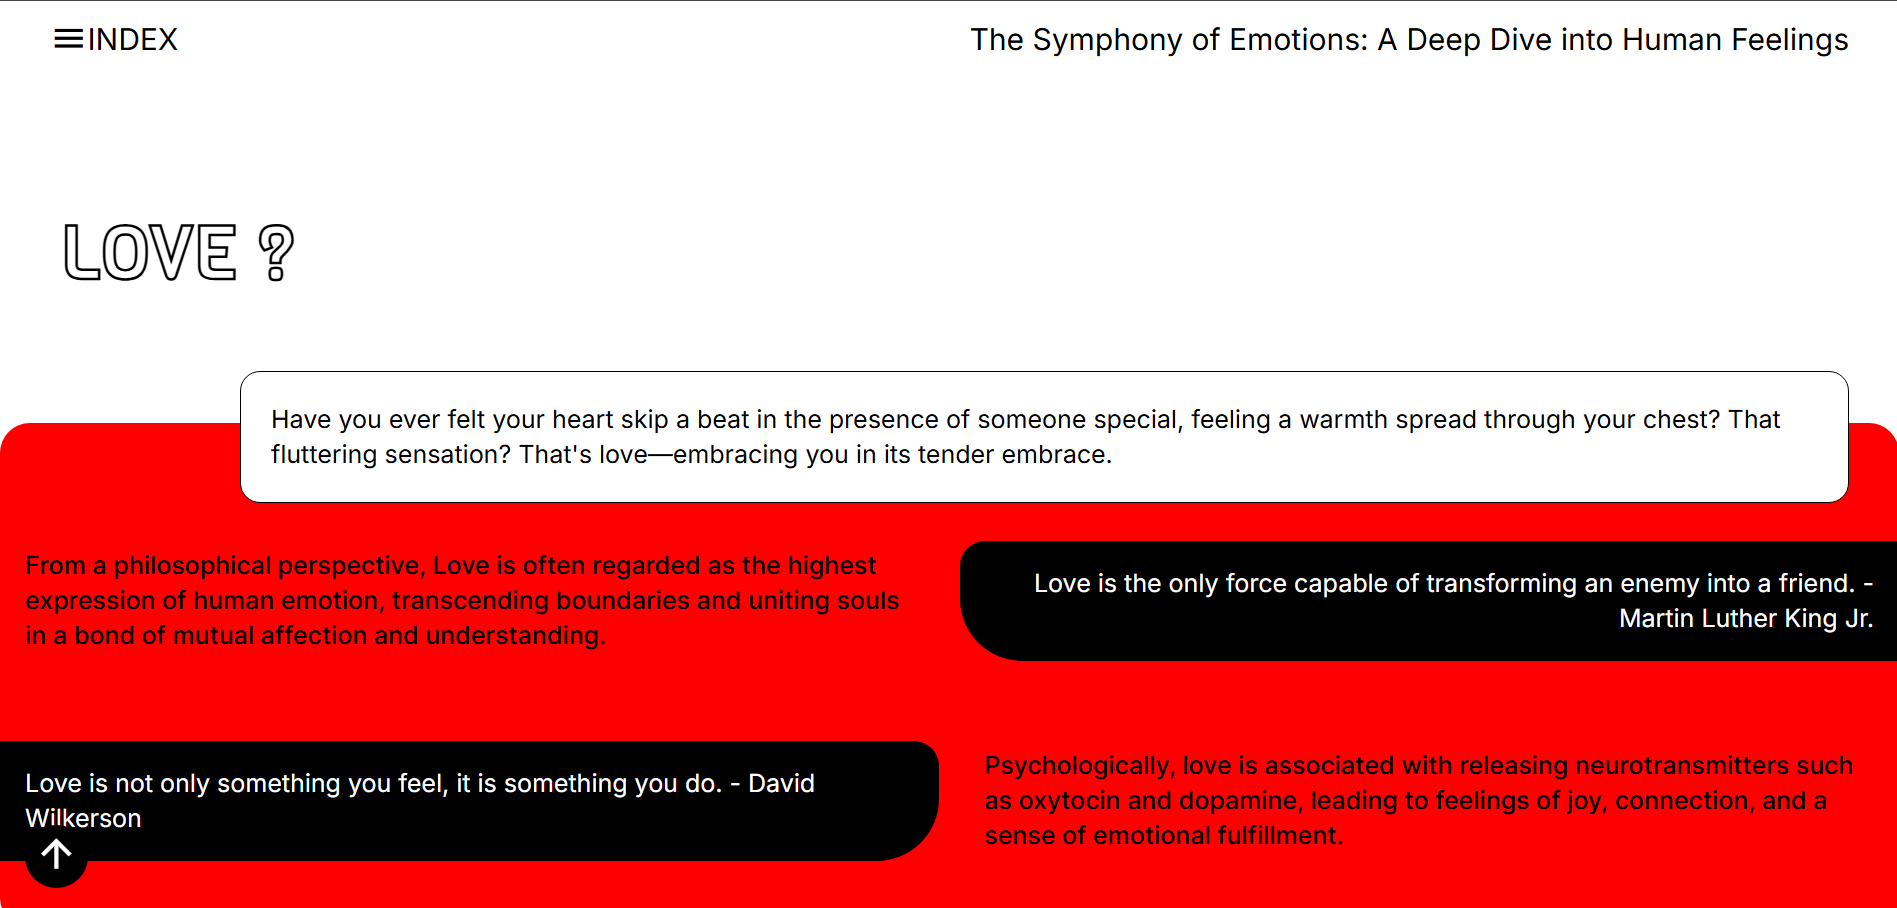 INDEX
The Symphony of Emotions: A Deep Dive into Human Feelings
LOVE ?
Have you ever felt your heart skip a beat in the presence of someone special, feeling a warmth spread through your chest? That
fluttering sensation? That's love—embracing you in its tender embrace.
From a philosophical perspective, Love is often regarded as the highest
expression of human emotion, transcending boundaries and uniting souls
in a bond of mutual affection and understanding.
Love is the only force capable of transforming an enemy into a friend. -
Martin Luther King Jr.
Love is not only something you feel, it is something you do. - David
Wilkerson
Psychologically, love is associated with releasing neurotransmitters such
as oxytocin and dopamine, leading to feelings of joy, connection, and a
sense of emotional fulfillment.